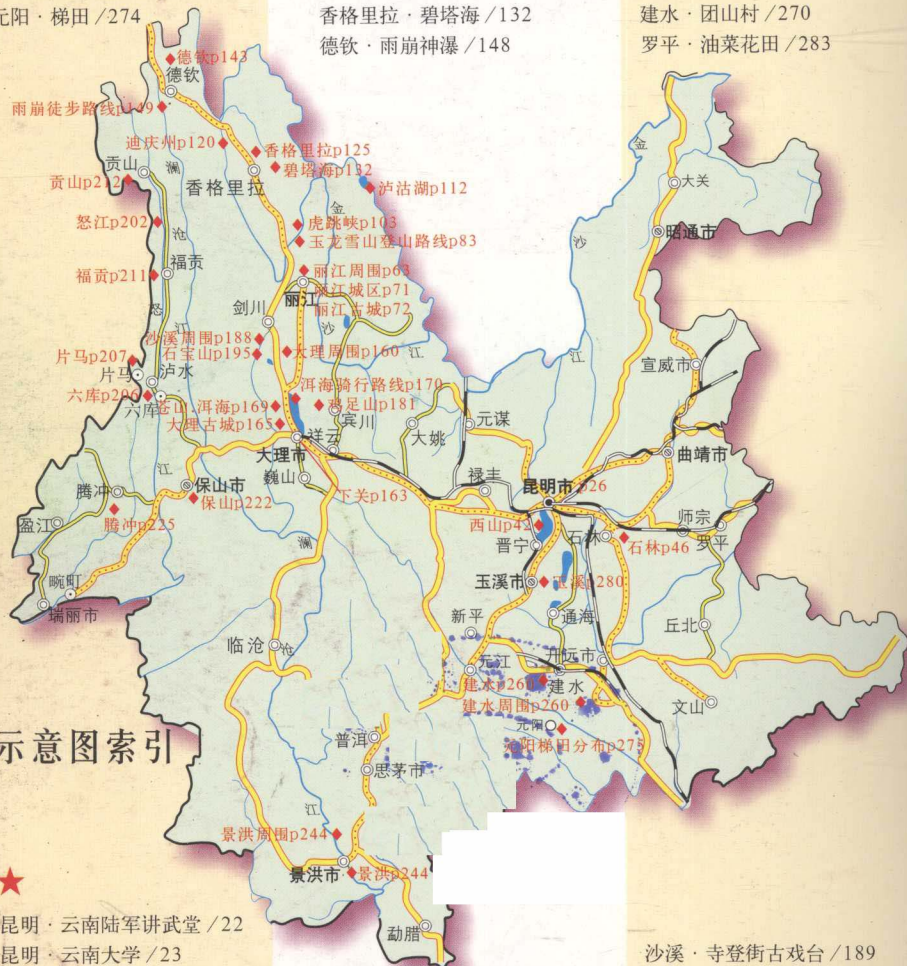 元阳 · 梯田 / 274
香格里拉 · 碧塔海 / 132
德钦 · 雨崩神瀑 / 148
建水 · 团山村 / 270
罗平 · 油菜花田 / 283
德钦p143
德钦
雨崩徒步路线p149
迪庆州p120
香格里拉p125
碧塔海p132
香格里拉
泸沽湖p112
贡山
贡山p212
澜
沧
江
怒江p202
福贡
福贡p211
怒
江
金
沙
江
虎跳峡p103
玉龙雪山登山路线p83
丽江周围p63
丽江城区p71
丽江古城p72
丽江
剑川
沙溪周围p188
石宝山p195
大理周围p160
片马p207
片马
泸水
六库p206
六库
洱海骑行路线p170
苍山.洱海p169
鸡足山p181
大理古城p165
宾川
祥云
大理市
巍山
下关p163
大姚
元谋
禄丰
金
沙
江
大关
昭通市
宣威市
曲靖市
昆明市p26
西山p42
晋宁
石林
石林p46
师宗
罗平
腾冲
腾冲p225
保山市
保山p222
盈江
畹町
瑞丽市
澜
沧
江
临沧
玉溪市
玉溪p280
新平
通海
元江
开远市
建水
建水周围p260
元阳
元阳梯田分布p275
丘北
文山
示意图索引
普洱
思茅市
景洪周围p244
景洪市
景洪p244
勐腊
昆明 · 云南陆军讲武堂 / 22
昆明 · 云南大学 / 23
沙溪 · 寺登街古戏台 / 189